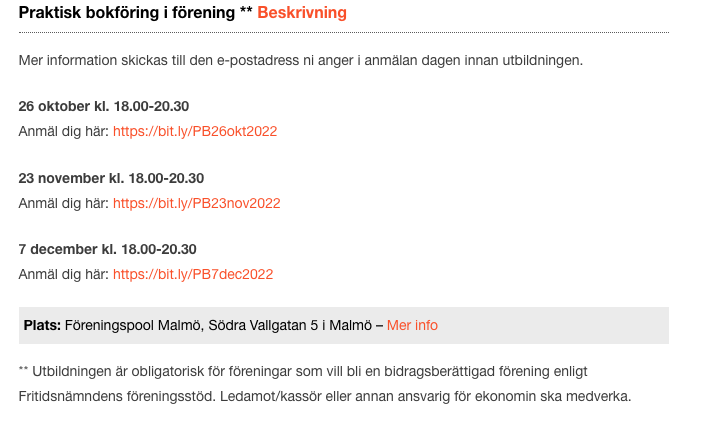 Praktisk bokföring i förening ** Beskrivning
Mer information skickas till den e-postadress ni anger i anmälan dagen innan utbildningen.
26 oktober kl. 18.00-20.30
Anmäl dig här: https://bit.ly/PB26okt2022
23 november kl. 18.00-20.30
Anmäl dig här: https://bit.ly/PB23nov2022
7 december kl. 18.00-20.30
Anmäl dig här: https://bit.ly/PB7dec2022
Plats: Föreningspool Malmö, Södra Vallgatan 5 i Malmö – Mer info
** Utbildningen är obligatorisk för föreningar som vill bli en bidragsberättigad förening enligt
Fritidsnämndens föreningsstöd. Ledamot/kassör eller annan ansvarig för ekonomin ska medverka.